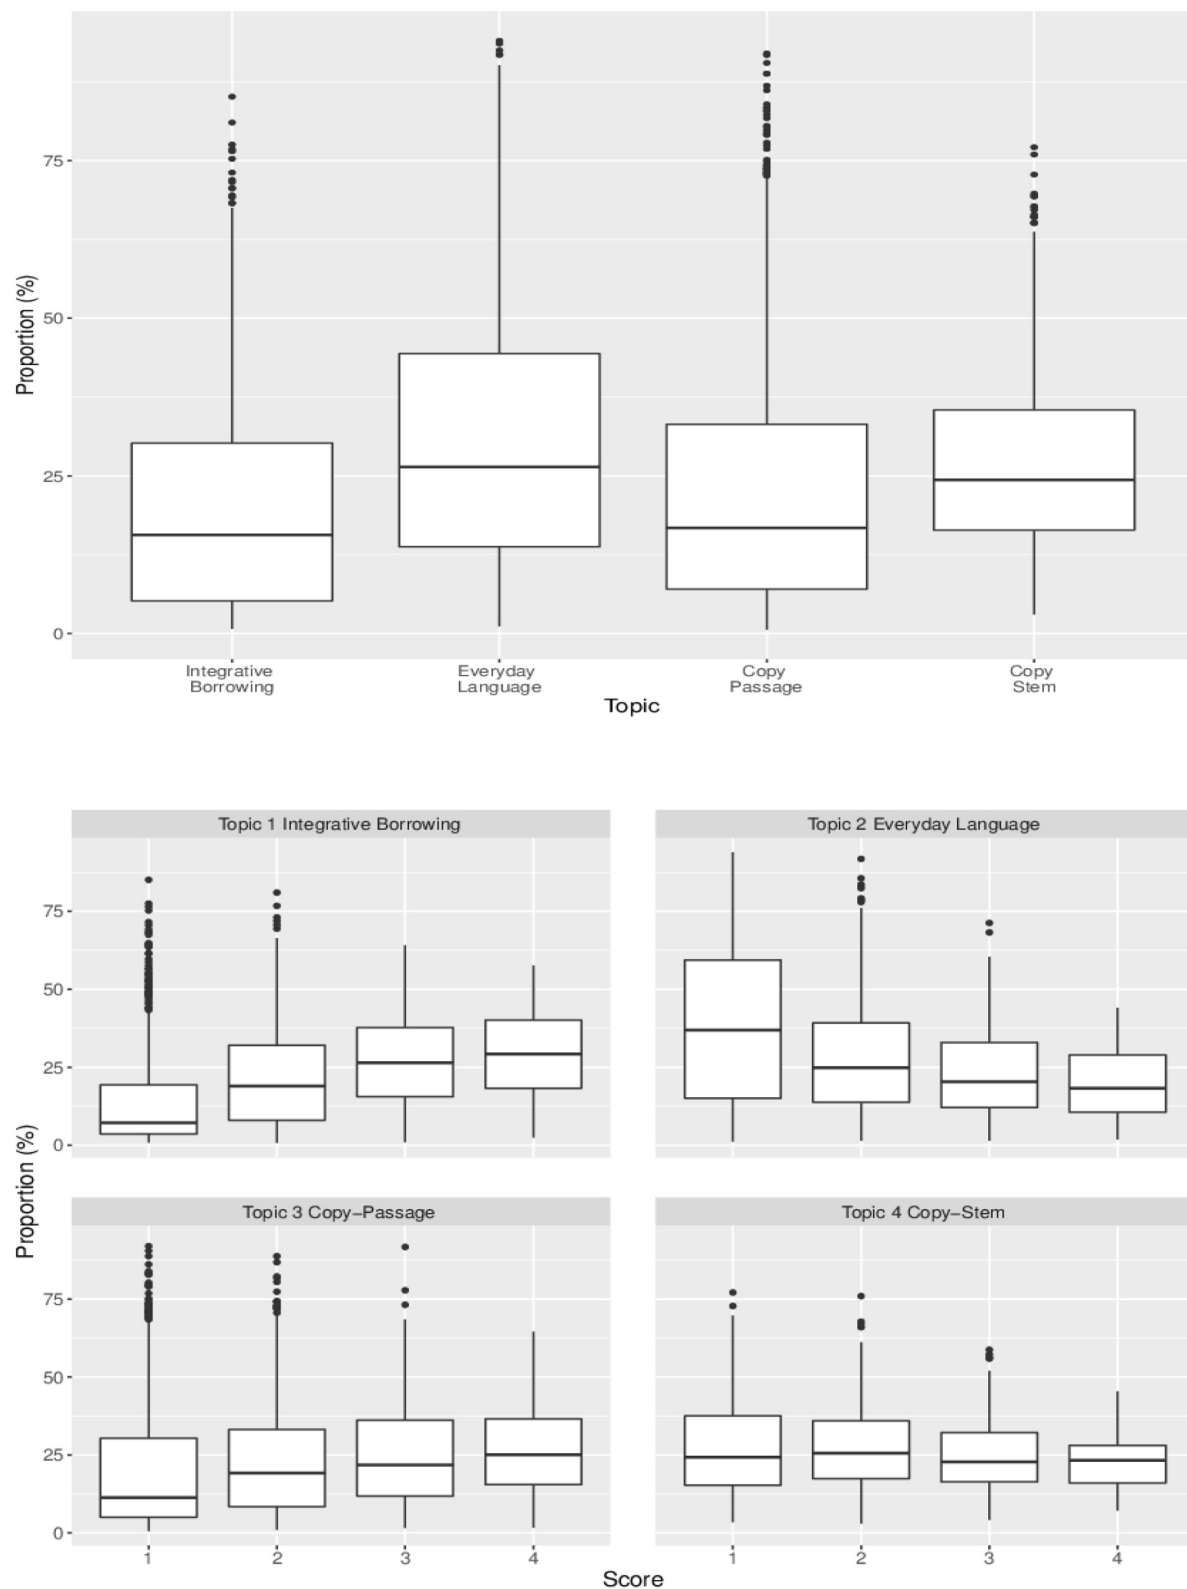 75
50
25
0
Proportion (%)
Integrative Borrowing
Everyday Language
Copy Passage
Copy Stem
Topic
Topic 1 Integrative Borrowing
Topic 2 Everyday Language
75
50
25
0
Proportion (%)
Topic 3 Copy−Passage
Topic 4 Copy−Stem
75
50
25
0
1 2 3 4
1 2 3 4
Score